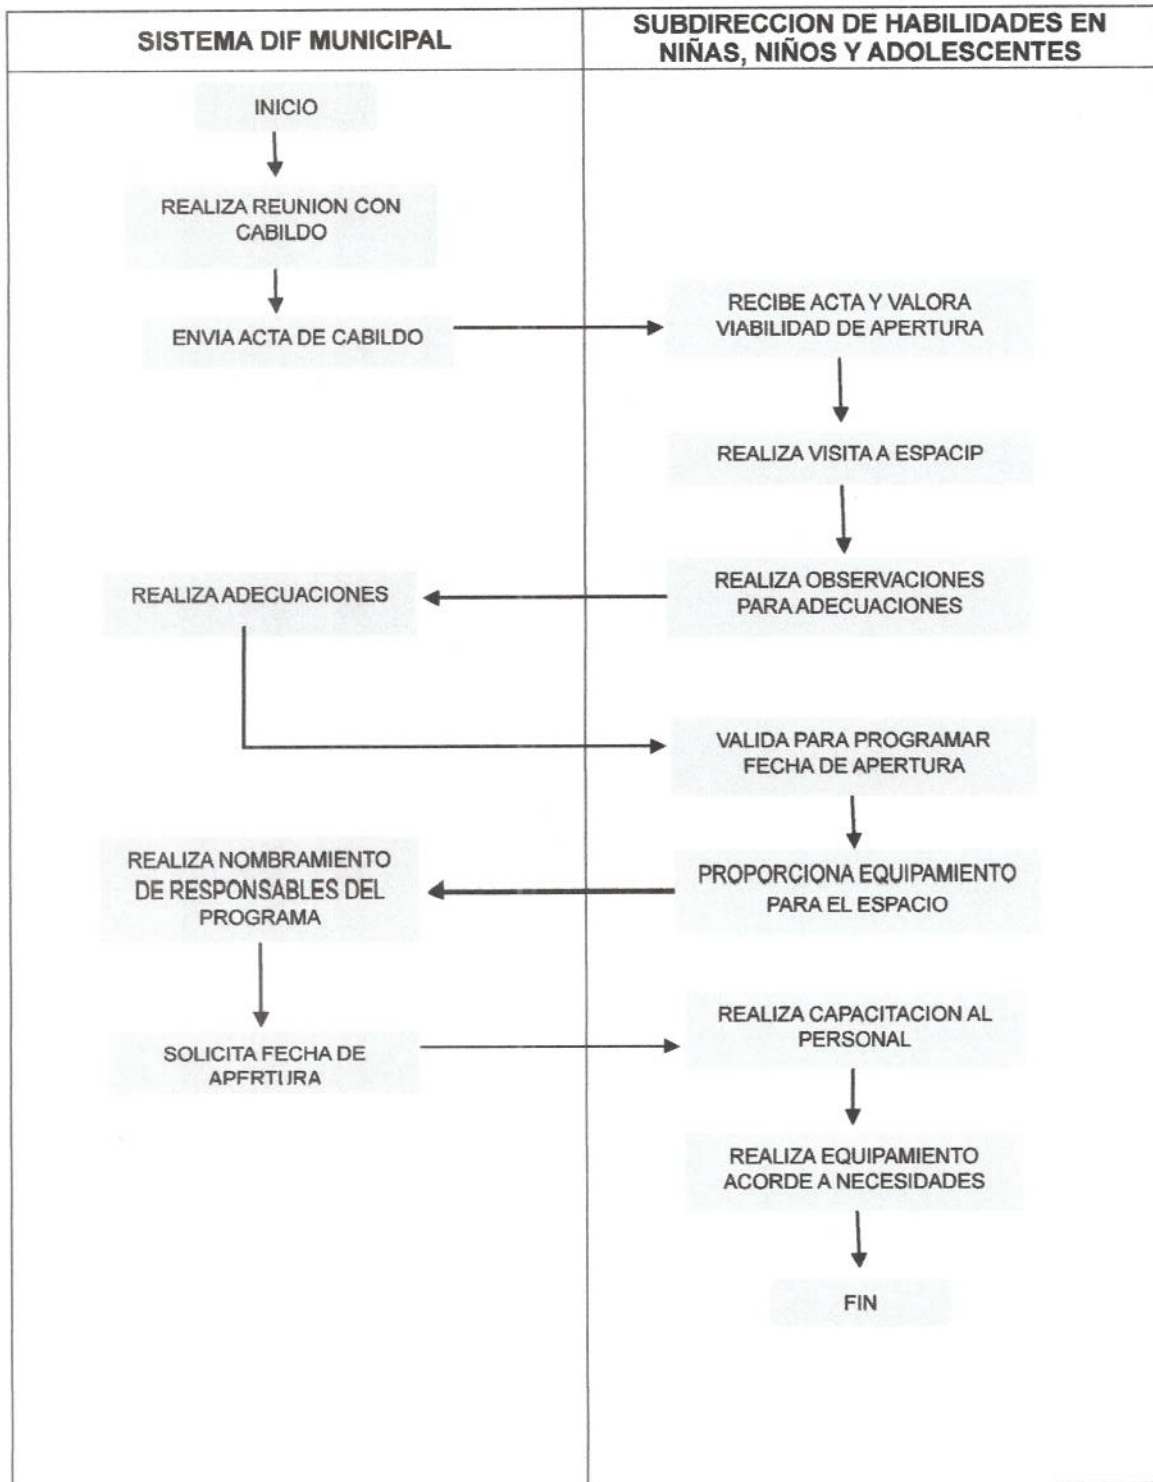 SISTEMA DIF MUNICIPAL
SUBDIRECCION DE HABILIDADES EN
NIÑAS, NIÑOS Y ADOLESCENTES
INICIO
REALIZA REUNION CON
CABILDO
ENVIA ACTA DE CABILDO
RECIBE ACTA Y VALORA
VIABILIDAD DE APERTURA
REALIZA VISITA A ESPACIP
REALIZA OBSERVACIONES
PARA ADECUACIONES
REALIZA ADECUACIONES
VALIDA PARA PROGRAMAR
FECHA DE APERTURA
PROPORCIONA EQUIPAMIENTO
PARA EL ESPACIO
REALIZA NOMBRAMIENTO
DE RESPONSABLES DEL
PROGRAMA
SOLICITA FECHA DE
APERTURA
REALIZA CAPACITACION AL
PERSONAL
REALIZA EQUIPAMIENTO
ACORDE A NECESIDADES
FIN